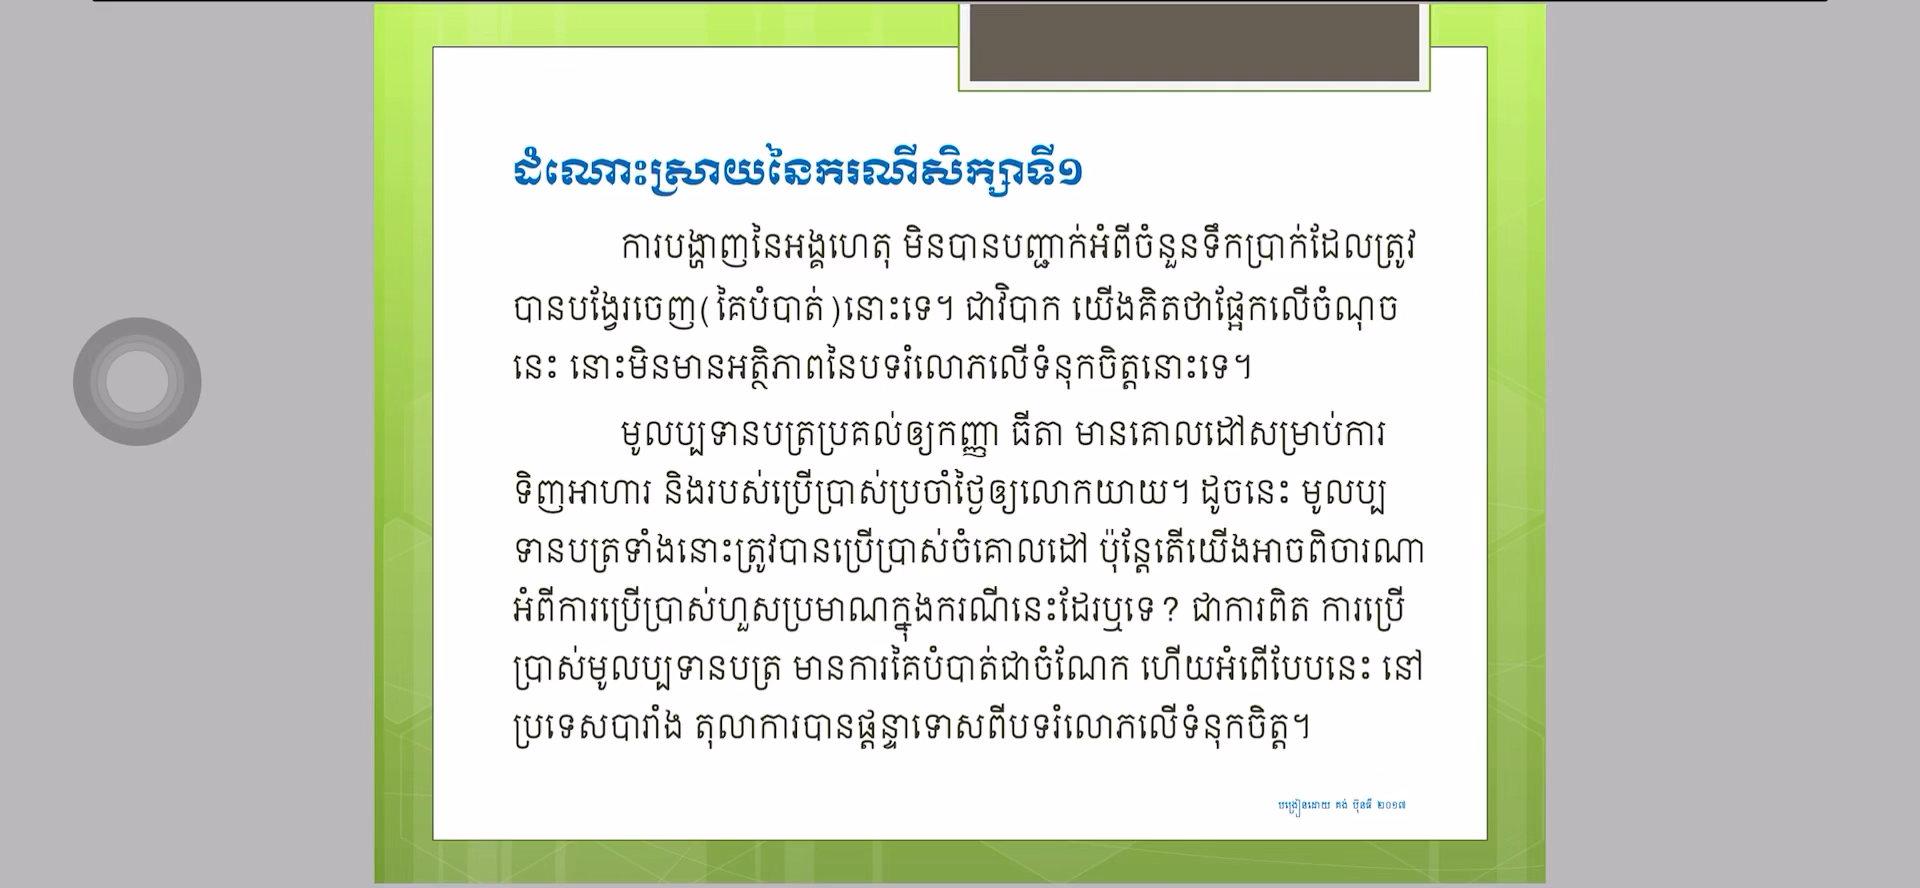 ដំណោះស្រាយនៃករណីសិក្សាទី១
ការបង្ហាញនៃអង្គហេតុ មិនបានបញ្ជាក់អំពីចំនួនទឹកប្រាក់ដែលត្រូវ
បានបង្វែរចេញ(គៃបំបាត់)នោះទេ។ ជាវិបាក យើងគិតថាផ្អែកលើចំណុច
នេះ នោះមិនមានអត្ថិភាពនៃបទរំលោភលើទំនុកចិត្តនោះទេ។
មូលប្បទានបត្រប្រគល់ឲ្យកញ្ញា ធីតា មានគោលដៅសម្រាប់ការ
ទិញអាហារ និងរបស់ប្រើប្រាស់ប្រចាំថ្ងៃឲ្យលោកយាយ។ ដូចនេះ មូលប្ប
ទានបត្រទាំងនោះត្រូវបានប្រើប្រាស់ចំគោលដៅ ប៉ុន្តែតើយើងអាចពិចារណា
អំពីការប្រើប្រាស់ហួសប្រមាណក្នុងករណីនេះដែរឬទេ? ជាការពិត ការប្រើ
ប្រាស់មូលប្បទានបត្រ មានការគៃបំបាត់ជាចំណែក ហើយអំពើបែបនេះ នៅ
ប្រទេសបារាំង តុលាការបានផ្តន្ទាទោសពីបទរំលោភលើទំនុកចិត្ត។
បង្រៀនដោយ គង់ ប៊ុនធី ២០១៧